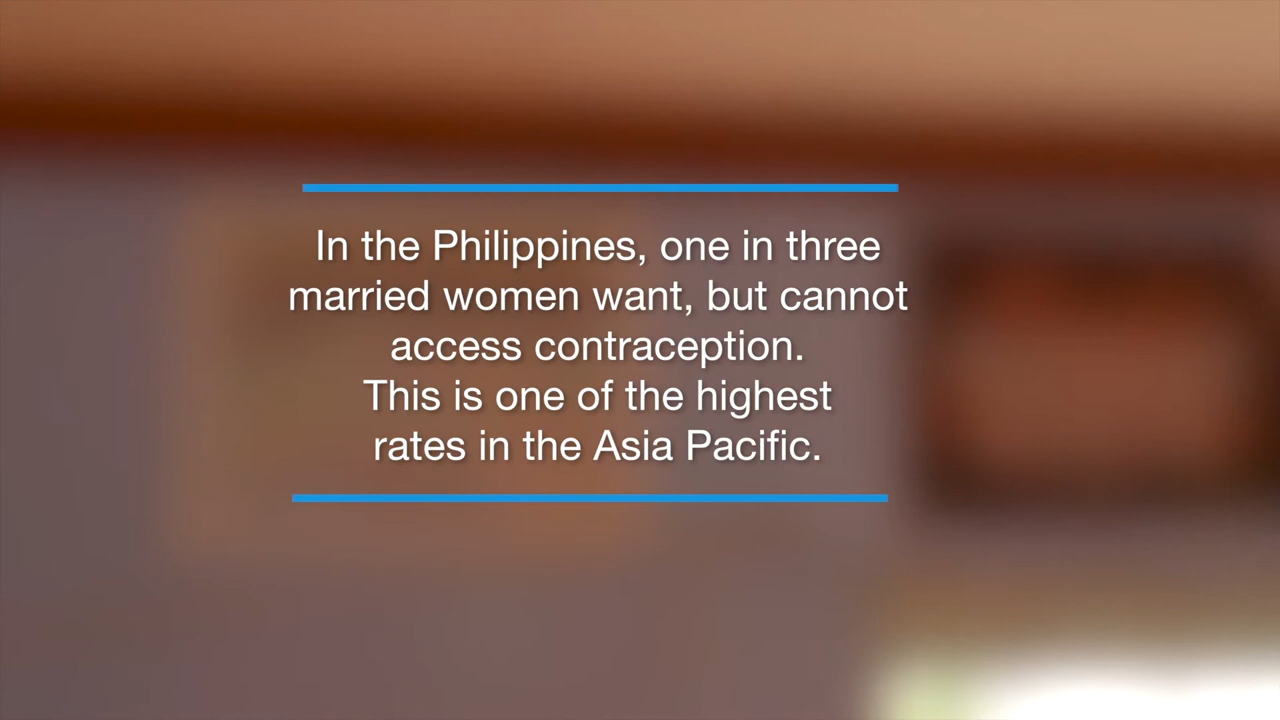 In the Philippines, one in three
married women want, but cannot
access contraception.
This is one of the highest
rates in the Asia Pacific.